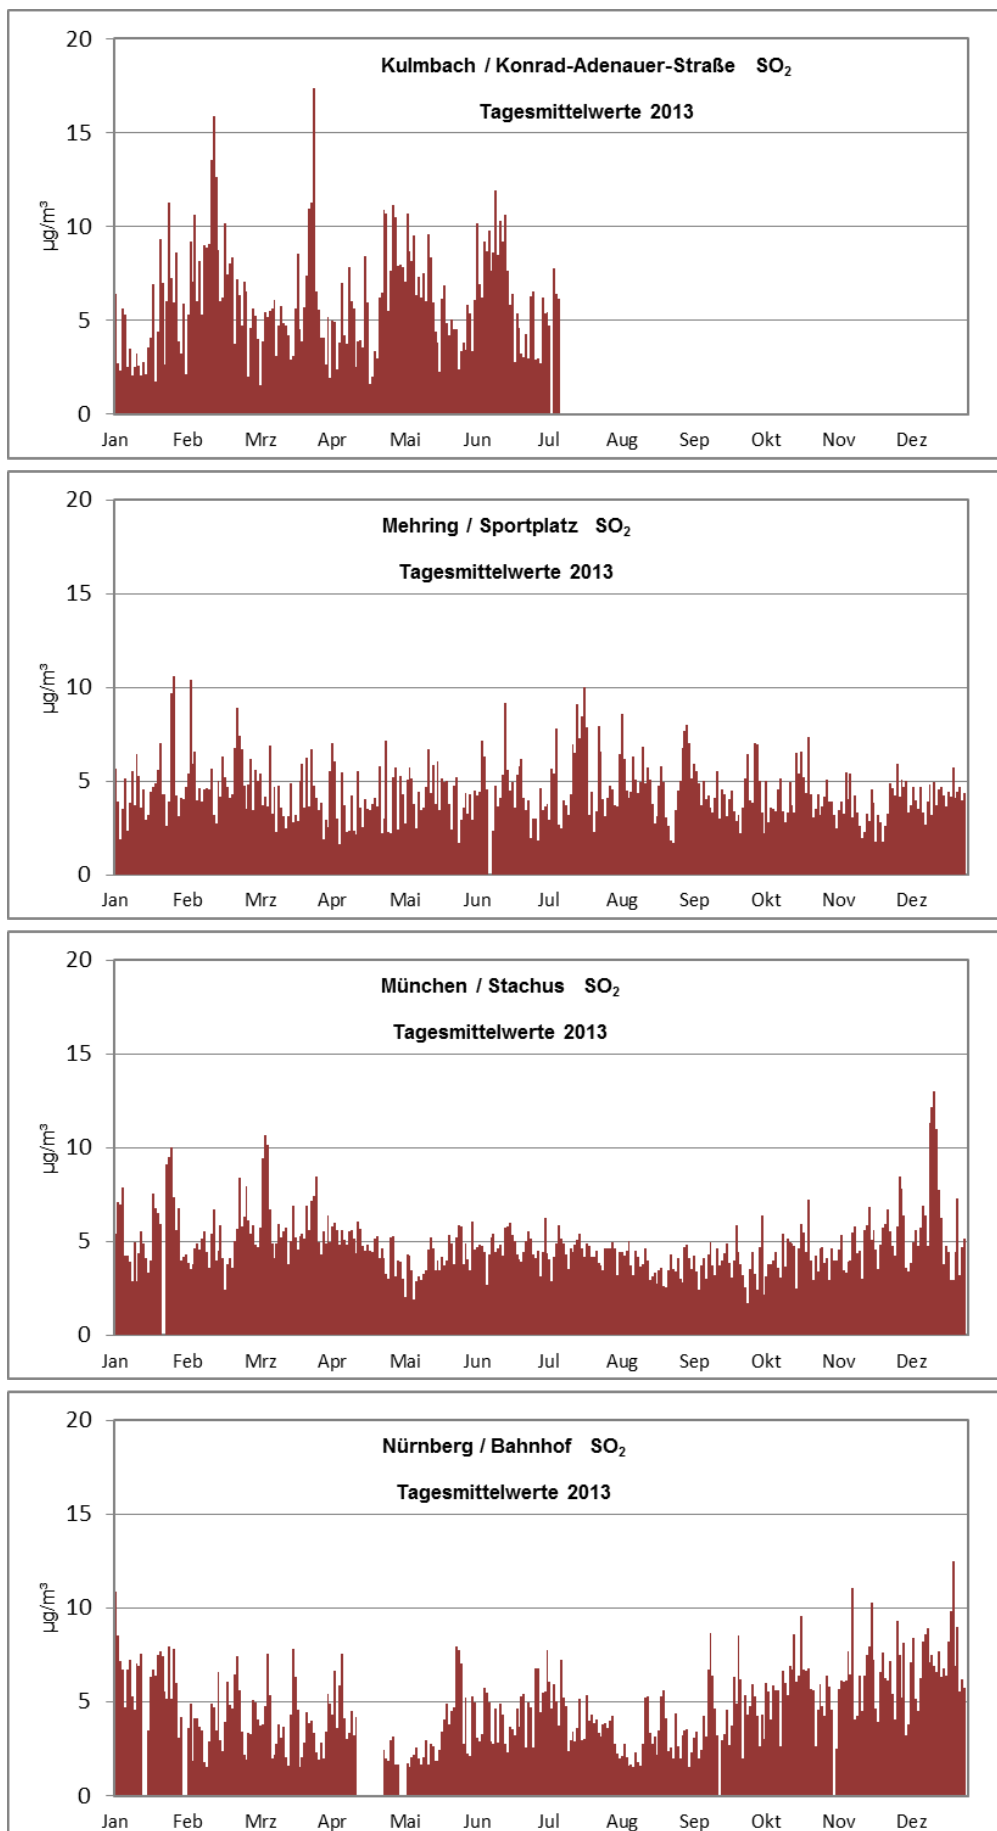 20
Kulmbach / Konrad-Adenauer-Straße SO₂
Tagesmittelwerte 2013
15
µg/m³
10
5
0
Jan Feb Mrz Apr Mai Jun Jul Aug Sep Okt Nov Dez
20
Mehring / Sportplatz SO₂
Tagesmittelwerte 2013
15
µg/m³
10
5
0
Jan Feb Mrz Apr Mai Jun Jul Aug Sep Okt Nov Dez
20
München / Stachus SO₂
Tagesmittelwerte 2013
15
µg/m³
10
5
0
Jan Feb Mrz Apr Mai Jun Jul Aug Sep Okt Nov Dez
20
Nürnberg / Bahnhof SO₂
Tagesmittelwerte 2013
15
µg/m³
10
5
0
Jan Feb Mrz Apr Mai Jun Jul Aug Sep Okt Nov Dez